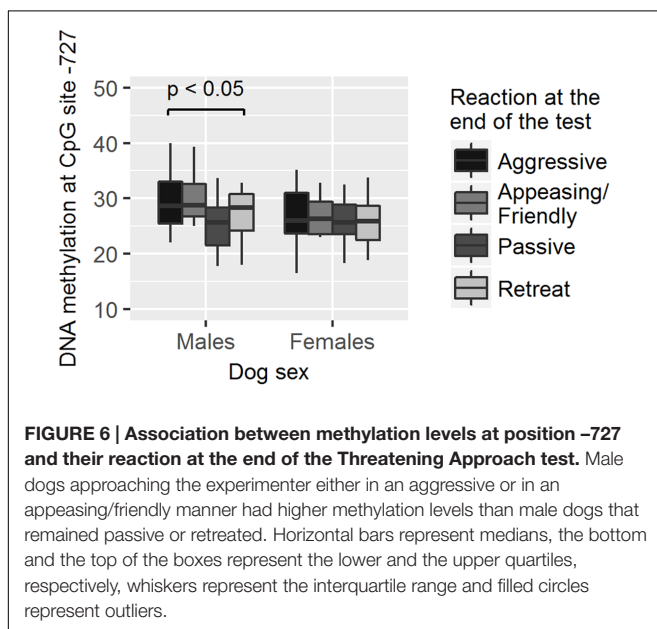 DNA methylation at CpG site -727
50
40
30
20
10
p < 0.05
Males
Females
Dog sex
Reaction at the
end of the test
Aggressive
Appeasing/
Friendly
Passive
Retreat
FIGURE 6 | Association between methylation levels at position –727
and their reaction at the end of the Threatening Approach test. Male
dogs approaching the experimenter either in an aggressive or in an
appeasing/friendly manner had higher methylation levels than male dogs that
remained passive or retreated. Horizontal bars represent medians, the bottom
and the top of the boxes represent the lower and the upper quartiles,
respectively, whiskers represent the interquartile range and filled circles
represent outliers.